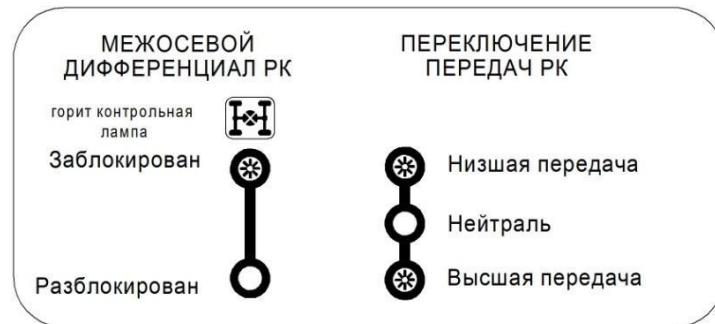 МЕЖОСЕВОЙ
ДИФФЕРЕНЦИАЛ РК
горит контрольная
лампа
Заблокирован
Разблокирован
ПЕРЕКЛЮЧЕНИЕ
ПЕРЕДАЧ РК
Низшая передача
Нейтраль
Высшая передача